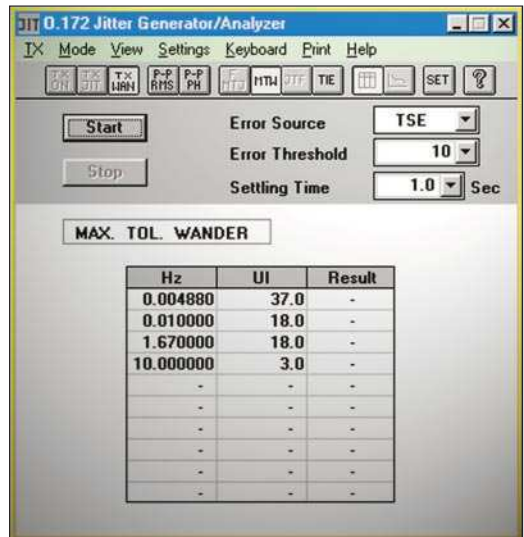 JIT O.172 Jitter Generator/Analyzer
TX Mode View Settings Keyboard Print Help
TX ON TX JIT TX WAN P-P RMS P-P PH F MTJ MTW JTF TIE SET ?
Start
Stop
Error Source TSE
Error Threshold 10
Settling Time 1.0 Sec
MAX. TOL. WANDER
Hz UI Result
0.004880 37.0 -
0.010000 18.0 -
1.670000 18.0 -
10.000000 3.0 -
- - -
- - -
- - -
- - -
- - -
- - -